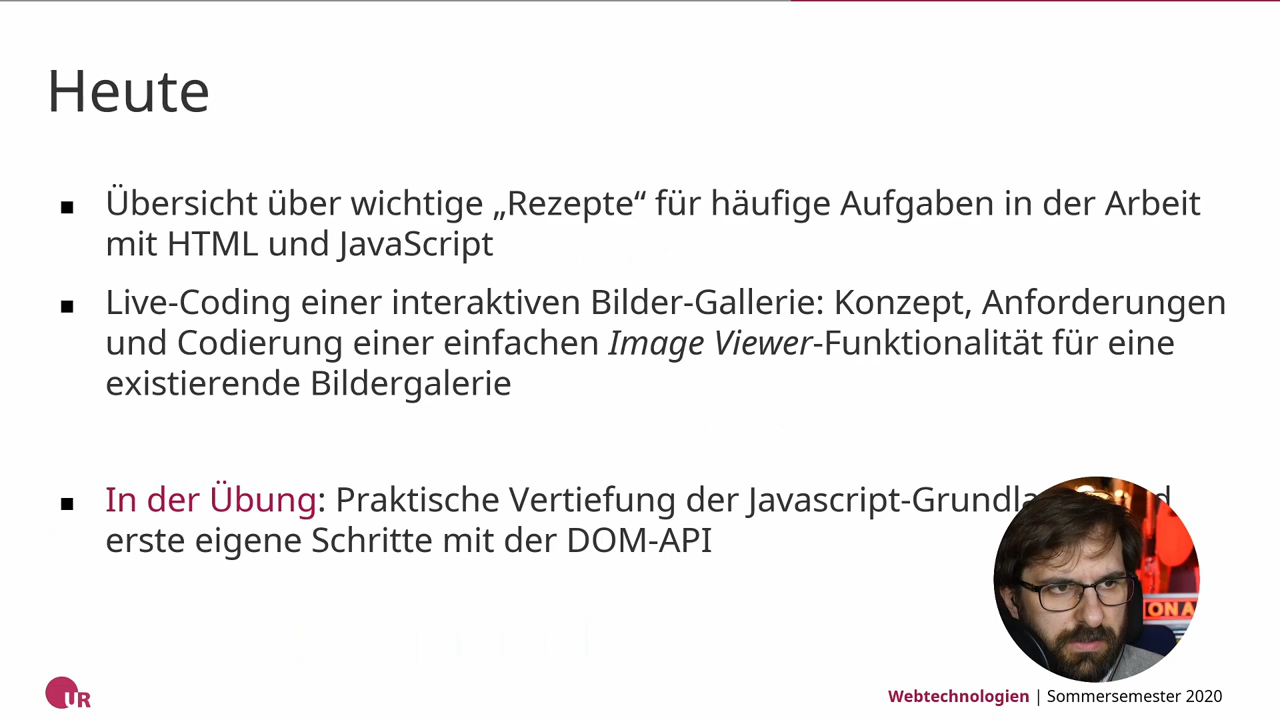 Heute
Übersicht über wichtige „Rezepte“ für häufige Aufgaben in der Arbeit
mit HTML und JavaScript
Live-Coding einer interaktiven Bilder-Gallerie: Konzept, Anforderungen
und Codierung einer einfachen Image Viewer-Funktionalität für eine
existierende Bildergalerie
In der Übung: Praktische Vertiefung der Javascript-
erste eigene Schritte mit der DOM-API
ON A
UR
Webtechnologien | Sommersemester 2020